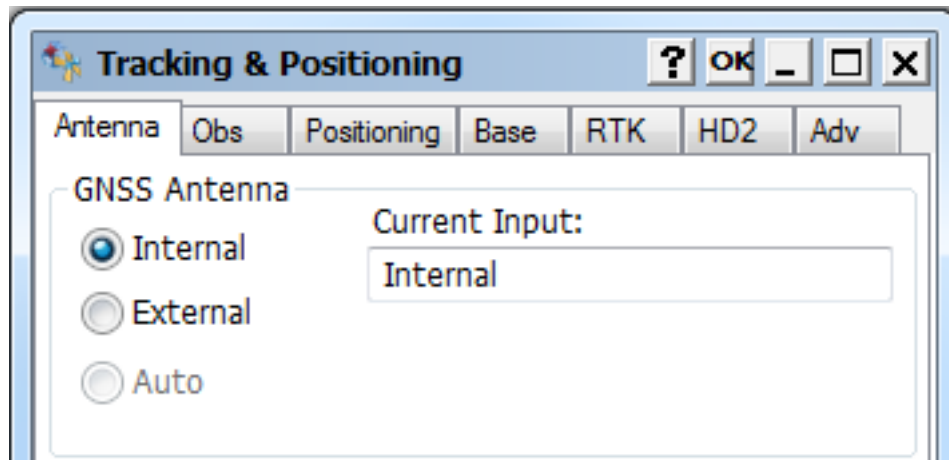 Tracking & Positioning ? OK
Antenna Obs Positioning Base RTK HD2 Adv
GNSS Antenna
Current Input:
Internal
Internal
External
Auto